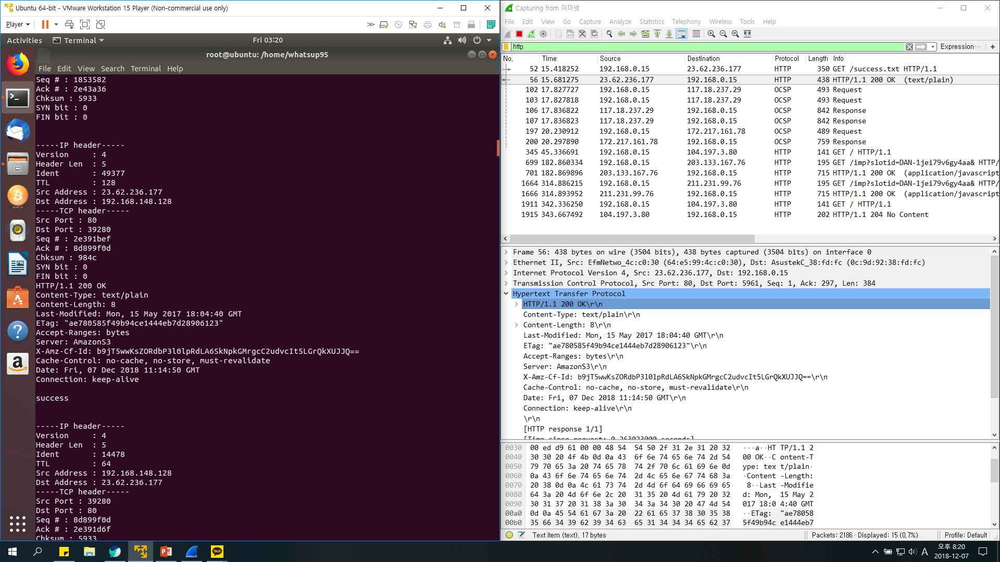 Ubuntu 64-bit - VMware Workstation 15 Player (Non-commercial use only)
Player
Activities
Terminal
Fri 03:20
root@ubuntu: /home/whatsup95
File Edit View Search Terminal Help
Seq # : 1853582
Ack # : 2e43a36
Chksum : 5933
SYN bit : 0
FIN bit : 0
-----IP header-----
Version : 4
Header Len : 5
Ident : 49377
TTL : 128
Src Address : 23.62.236.177
Dst Address : 192.168.148.128
-----TCP header-----
Src Port : 80
Dst Port : 39280
Seq # : 2e391bef
Ack # : 8d899f0d
Chksum : 984c
SYN bit : 0
FIN bit : 0
HTTP/1.1 200 OK
Content-Type: text/plain
Content-Length: 8
Last-Modified: Mon, 15 May 2017 18:04:40 GMT
ETag: "ae780585f49b94ce1444eb7d28906123"
Accept-Ranges: bytes
Server: AmazonS3
X-Amz-Cf-Id: b9jT5wwKsZORdbP3l0lpRdLA6SkNpkGMrgcC2udvcIt5LGrQkXUJJQ==
Cache-Control: no-cache, no-store, must-revalidate
Date: Fri, 07 Dec 2018 11:14:50 GMT
Connection: keep-alive
success
-----IP header-----
Version : 4
Header Len : 5
Ident : 14478
TTL : 64
Src Address : 192.168.148.128
Dst Address : 23.62.236.177
-----TCP header-----
Src Port : 39280
Dst Port : 80
Seq # : 8d899f0d
Ack # : 2e391d6f
Chksum : 5933
Capturing from 이더넷
File Edit View Go Capture Analyze Statistics Telephony Wireless Tools Help
http
Expression…
+
No. Time Source Destination Protocol Length Info
52 15.418252 192.168.0.15 23.62.236.177 HTTP 350 GET /success.txt HTTP/1.1
56 15.681275 23.62.236.177 192.168.0.15 HTTP 438 HTTP/1.1 200 OK (text/plain)
102 17.827727 192.168.0.15 117.18.237.29 OCSP 493 Request
103 17.827818 192.168.0.15 117.18.237.29 OCSP 493 Request
106 17.836822 117.18.237.29 192.168.0.15 OCSP 842 Response
107 17.836823 117.18.237.29 192.168.0.15 OCSP 842 Response
197 20.230912 192.168.0.15 172.217.161.78 OCSP 489 Request
200 20.297890 172.217.161.78 192.168.0.15 OCSP 759 Response
345 45.336691 192.168.0.15 104.197.3.80 HTTP 141 GET / HTTP/1.1
699 182.860334 192.168.0.15 203.133.167.76 HTTP 195 GET /imp?slotid=DAN-1jei79v6gy4aa& HTTP/
701 182.869896 203.133.167.76 192.168.0.15 HTTP 715 HTTP/1.1 200 OK (application/javascript
1664 314.886215 192.168.0.15 211.231.99.76 HTTP 195 GET /imp?slotid=DAN-1jei79v6gy4aa& HTTP/
1666 314.893952 211.231.99.76 192.168.0.15 HTTP 715 HTTP/1.1 200 OK (application/javascript
1911 342.336250 192.168.0.15 104.197.3.80 HTTP 141 GET / HTTP/1.1
1915 343.667492 104.197.3.80 192.168.0.15 HTTP 202 HTTP/1.1 204 No Content
Frame 56: 438 bytes on wire (3504 bits), 438 bytes captured (3504 bits) on interface 0
Ethernet II, Src: EfmNetwo_4c:c0:30 (64:e5:99:4c:c0:30), Dst: AsustekC_38:fd:fc (0c:9d:92:38:fd:fc)
Internet Protocol Version 4, Src: 23.62.236.177, Dst: 192.168.0.15
Transmission Control Protocol, Src Port: 80, Dst Port: 5961, Seq: 1, Ack: 297, Len: 384
Hypertext Transfer Protocol
HTTP/1.1 200 OK\r\n
Content-Type: text/plain\r\n
Content-Length: 8\r\n
Last-Modified: Mon, 15 May 2017 18:04:40 GMT\r\n
ETag: "ae780585f49b94ce1444eb7d28906123"\r\n
Accept-Ranges: bytes\r\n
Server: AmazonS3\r\n
X-Amz-Cf-Id: b9jT5wwKsZORdbP3l0lpRdLA6SkNpkGMrgcC2udvcIt5LGrQkXUJJQ==\r\n
Cache-Control: no-cache, no-store, must-revalidate\r\n
Date: Fri, 07 Dec 2018 11:14:50 GMT\r\n
Connection: keep-alive\r\n
\r\n
[HTTP response 1/1]
[Time since request: 0.263023000 seconds]
0030 00 ed d9 61 00 00 48 54 54 50 2f 31 2e 31 20 32 ···a··HT TP/1.1 2
0040 30 30 20 4f 4b 0d 0a 43 6f 6e 74 65 6e 74 2d 54 00 OK··C ontent-T
0050 79 70 65 3a 20 74 65 78 74 2f 70 6c 61 69 6e 0d ype: tex t/plain·
0060 0a 43 6f 6e 74 65 6e 74 2d 4c 65 6e 67 74 68 3a ·Content -Length:
0070 20 38 0d 0a 4c 61 73 74 2d 4d 6f 64 69 66 69 65 8··Last -Modifie
0080 64 3a 20 4d 6f 6e 2c 20 31 35 20 4d 61 79 20 32 d: Mon, 15 May 2
0090 30 31 37 20 31 38 3a 30 34 3a 34 30 20 47 4d 54 017 18:0 4:40 GMT
00a0 0d 0a 45 54 61 67 3a 20 22 61 65 37 38 30 35 38 ··ETag: "ae78058
00b0 35 66 34 39 62 39 34 63 65 31 34 34 34 65 62 37 5f49b94c e1444eb7
Text item (text), 17 bytes
Packets: 2186 · Displayed: 15 (0,7%)
Profile: Default
TALK
A
오후 8:20
2018-12-07